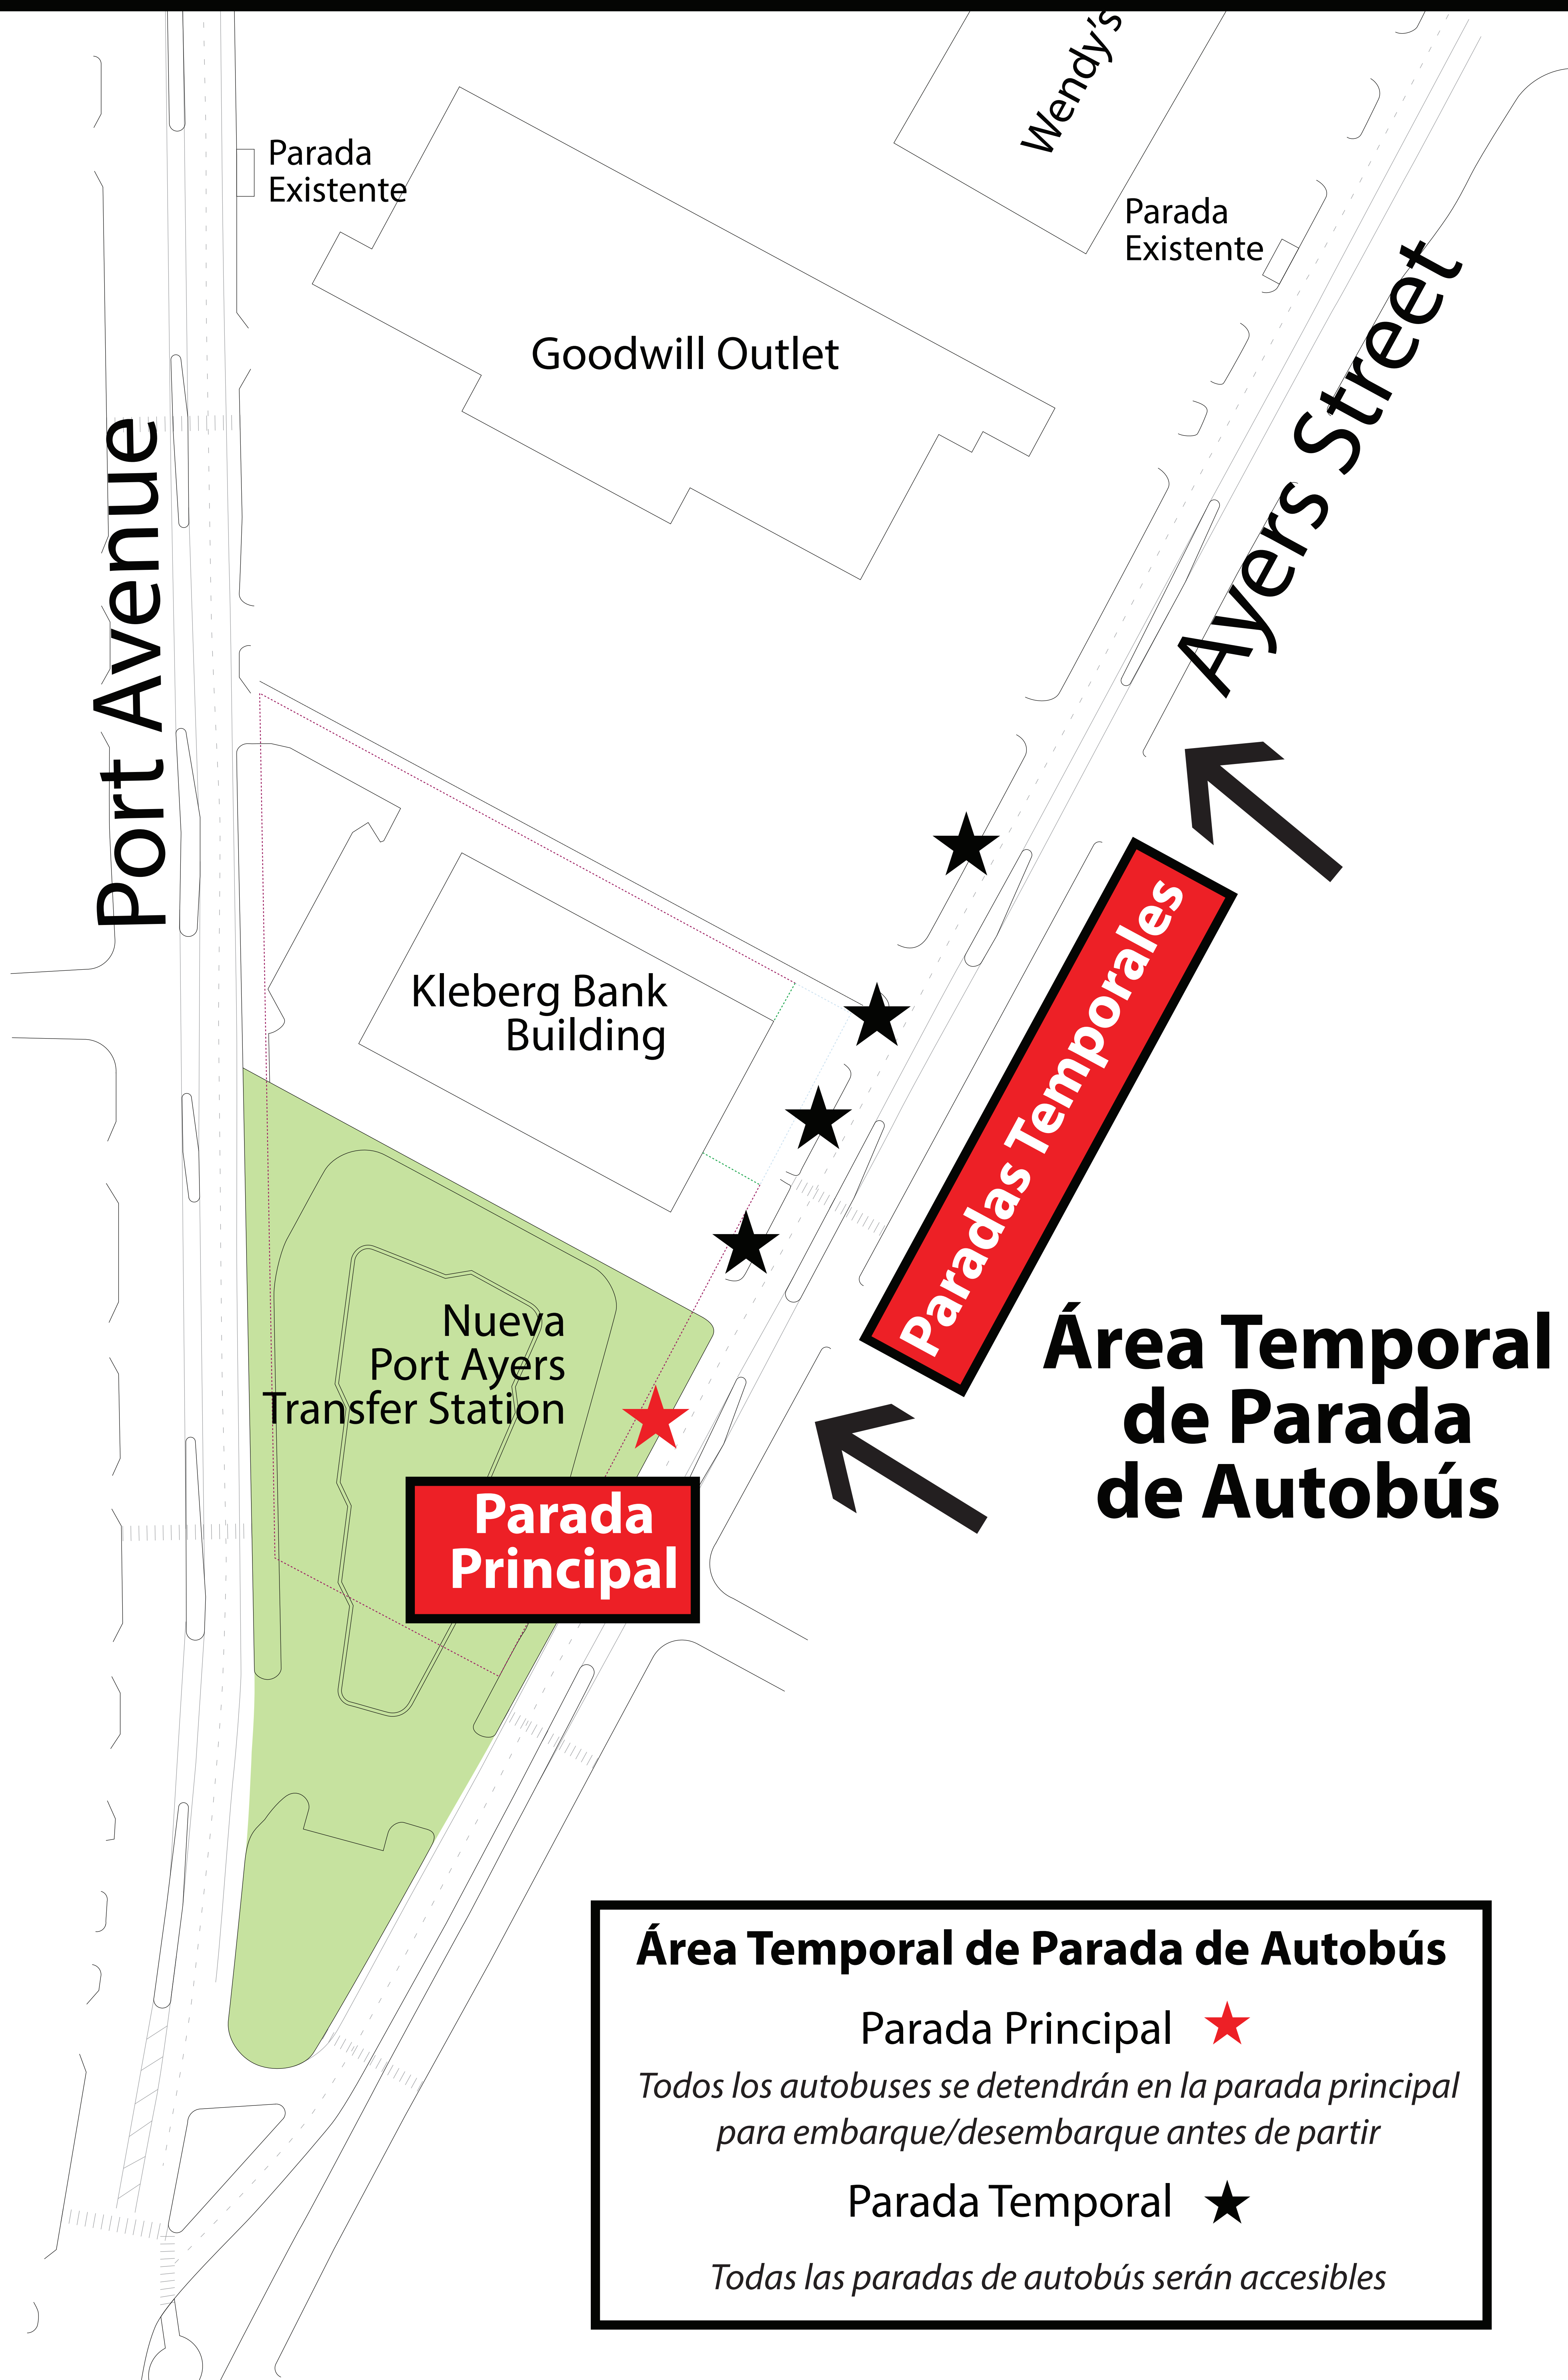 Wendy's
Parada
Existente
Parada
Existente
Goodwill Outlet
Ayers Street
Port Avenue
Kleberg Bank
Building
Paradas Temporales
Nueva
Port Ayers
Transfer Station
Área Temporal
de Parada
de Autobús
Parada
Principal
Área Temporal de Parada de Autobús
Parada Principal
Todos los autobuses se detendrán en la parada principal
para embarque/desembarque antes de partir
Parada Temporal
Todas las paradas de autobús serán accesibles